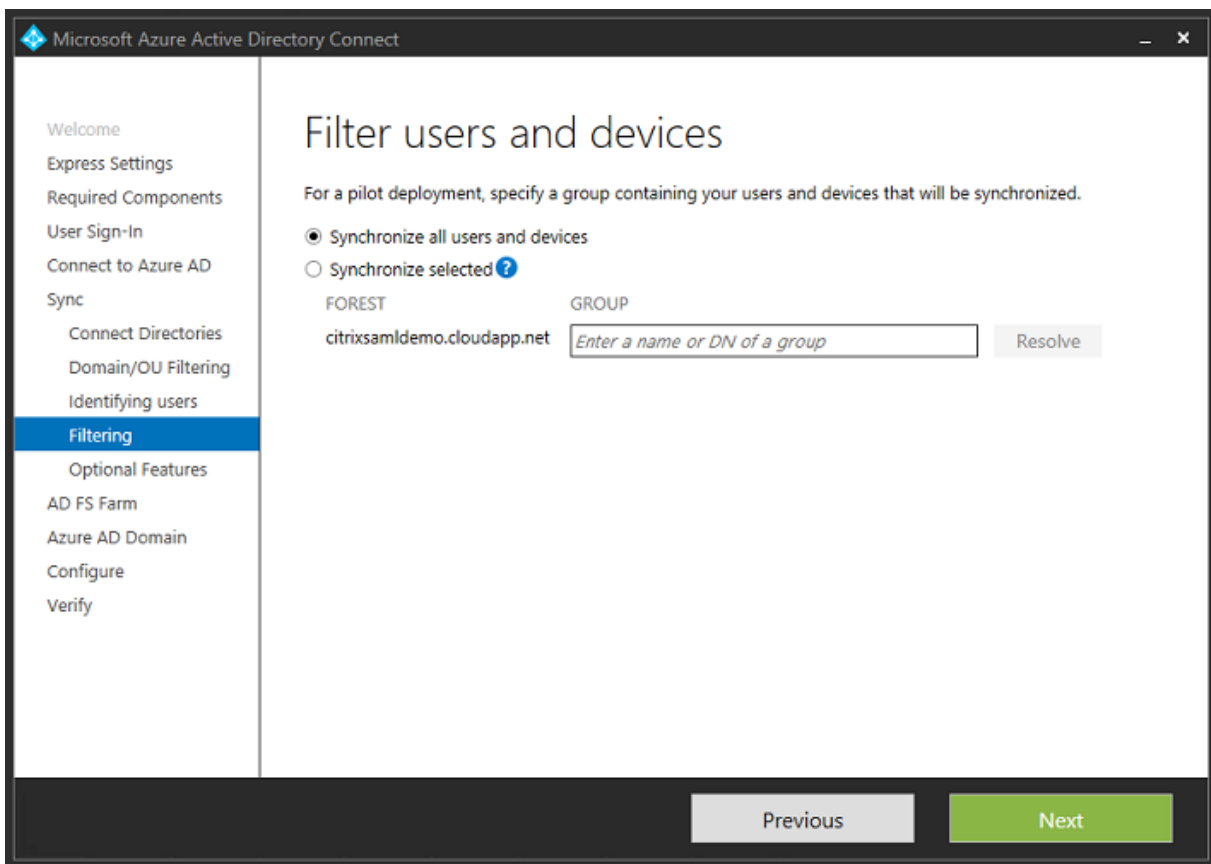 Microsoft Azure Active Directory Connect
Welcome
Express Settings
Required Components
User Sign-In
Connect to Azure AD
Sync
Connect Directories
Domain/OU Filtering
Identifying users
Filtering
Optional Features
AD FS Farm
Azure AD Domain
Configure
Verify
Filter users and devices
For a pilot deployment, specify a group containing your users and devices that will be synchronized.
Synchronize all users and devices
Synchronize selected ?
FOREST GROUP
citrixsamldemo.cloudapp.net Enter a name or DN of a group Resolve
Previous Next